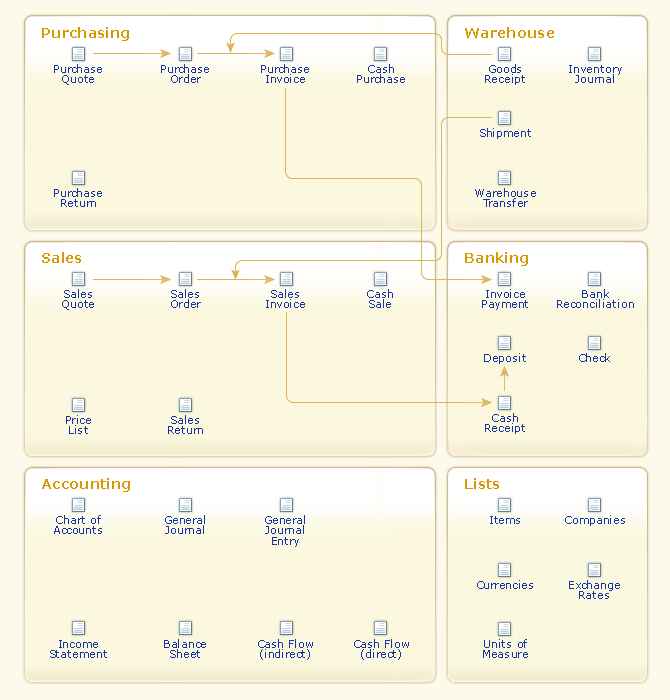 Purchasing
Purchase
Quote
Purchase
Order
Purchase
Invoice
Cash
Purchase
Purchase
Return
Warehouse
Goods
Receipt
Inventory
Journal
Shipment
Warehouse
Transfer
Sales
Sales
Quote
Sales
Order
Sales
Invoice
Cash
Sale
Price
List
Sales
Return
Banking
Invoice
Payment
Bank
Reconciliation
Deposit
Check
Cash
Receipt
Accounting
Chart of
Accounts
General
Journal
General
Journal
Entry
Income
Statement
Balance
Sheet
Cash Flow
(indirect)
Cash Flow
(direct)
Lists
Items
Companies
Currencies
Exchange
Rates
Units of
Measure